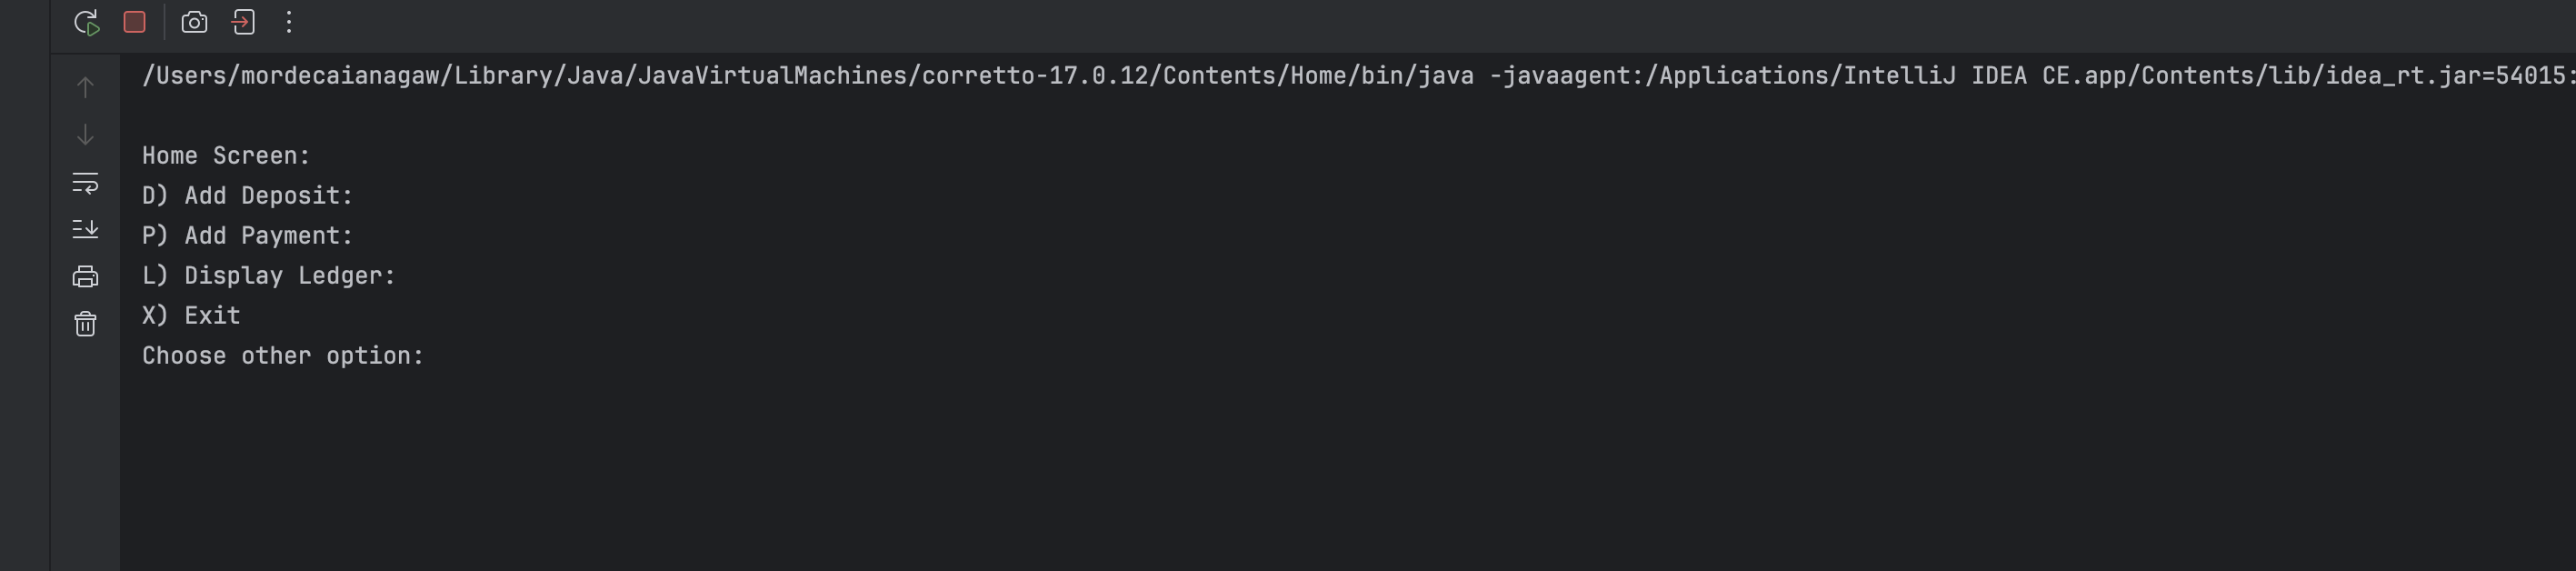 /Users/mordecaianagaw/Library/Java/JavaVirtualMachines/corretto-17.0.12/Contents/Home/bin/java -javaagent:/Applications/IntelliJ IDEA CE.app/Contents/lib/idea_rt.jar=54015:
Home Screen:
D) Add Deposit:
P) Add Payment:
L) Display Ledger:
X) Exit
Choose other option: